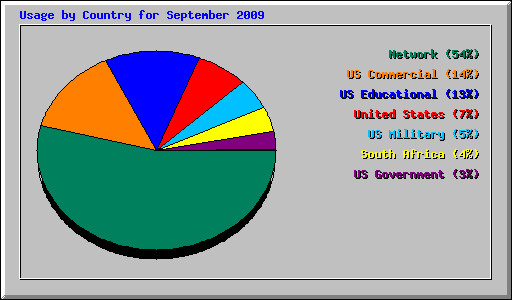 Usage by Country for September 2009
Network (54%)
US Commercial (14%)
US Educational (13%)
United States (7%)
US Military (5%)
South Africa (4%)
US Government (3%)